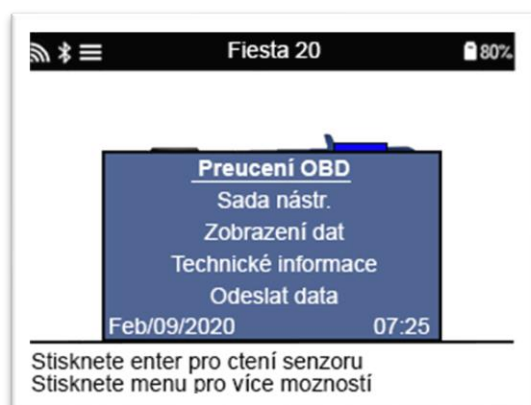 Fiesta 20
80%
Preucení OBD
Sada nástr.
Zobrazení dat
Technické informace
Odeslat data
Feb/09/2020 07:25
Stisknete enter pro ctení senzoru
Stisknete menu pro více mozností